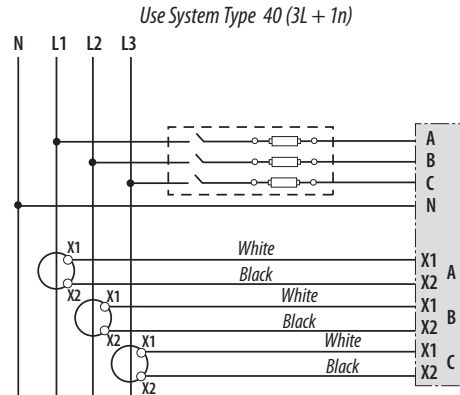 Use System Type 40 (3L + 1n)
N L1 L2 L3
A
B
C
N
X1 White X1
X2 Black X2 A
X1 White X1
X2 Black X2 B
X1 White X1
X2 Black X2 C